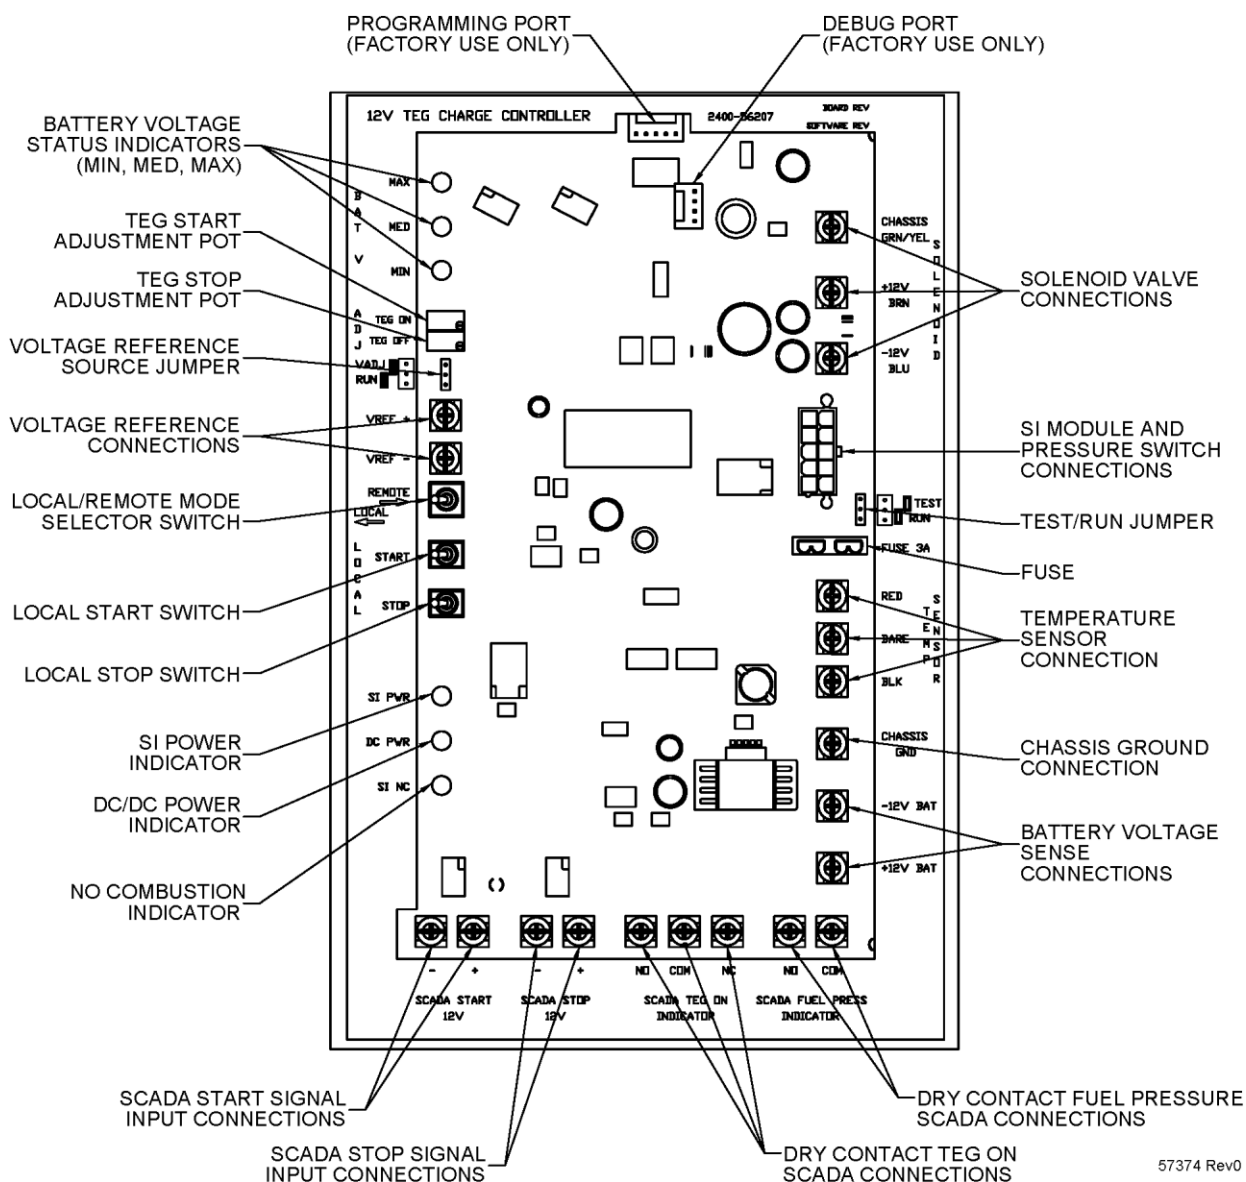 PROGRAMMING PORT
(FACTORY USE ONLY)
DEBUG PORT
(FACTORY USE ONLY)
12V TEG CHARGE CONTROLLER
2400-56207
BOARD REV
SOFTWARE REV
BATTERY VOLTAGE
STATUS INDICATORS
(MIN, MED, MAX)
TEG START
ADJUSTMENT POT
TEG STOP
ADJUSTMENT POT
VOLTAGE REFERENCE
SOURCE JUMPER
VOLTAGE REFERENCE
CONNECTIONS
LOCAL/REMOTE MODE
SELECTOR SWITCH
LOCAL START SWITCH
LOCAL STOP SWITCH
SI POWER
INDICATOR
DC/DC POWER
INDICATOR
NO COMBUSTION
INDICATOR
BAT V
ADJ
LOCAL
MAX
MED
MIN
TEG ON
TEG OFF
VADJ
RUN
VREF +
VREF -
REMOTE
LOCAL
START
STOP
SI PWR
DC PWR
SI NC
CHASSIS
GRN/YEL
+12V
BRN
-12V
BLU
SOLENOID
TEST
RUN
FUSE 3A
RED
BARE
BLK
TEMP
SENSOR
CHASSIS
GND
-12V BAT
+12V BAT
SOLENOID VALVE
CONNECTIONS
SI MODULE AND
PRESSURE SWITCH
CONNECTIONS
TEST/RUN JUMPER
FUSE
TEMPERATURE
SENSOR
CONNECTION
CHASSIS GROUND
CONNECTION
BATTERY VOLTAGE
SENSE
CONNECTIONS
- + - + NO COM NC NO COM
SCADA START
12V
SCADA STOP
12V
SCADA TEG ON
INDICATOR
SCADA FUEL PRESS
INDICATOR
SCADA START SIGNAL
INPUT CONNECTIONS
SCADA STOP SIGNAL
INPUT CONNECTIONS
DRY CONTACT TEG ON
SCADA CONNECTIONS
DRY CONTACT FUEL PRESSURE
SCADA CONNECTIONS
57374 Rev0